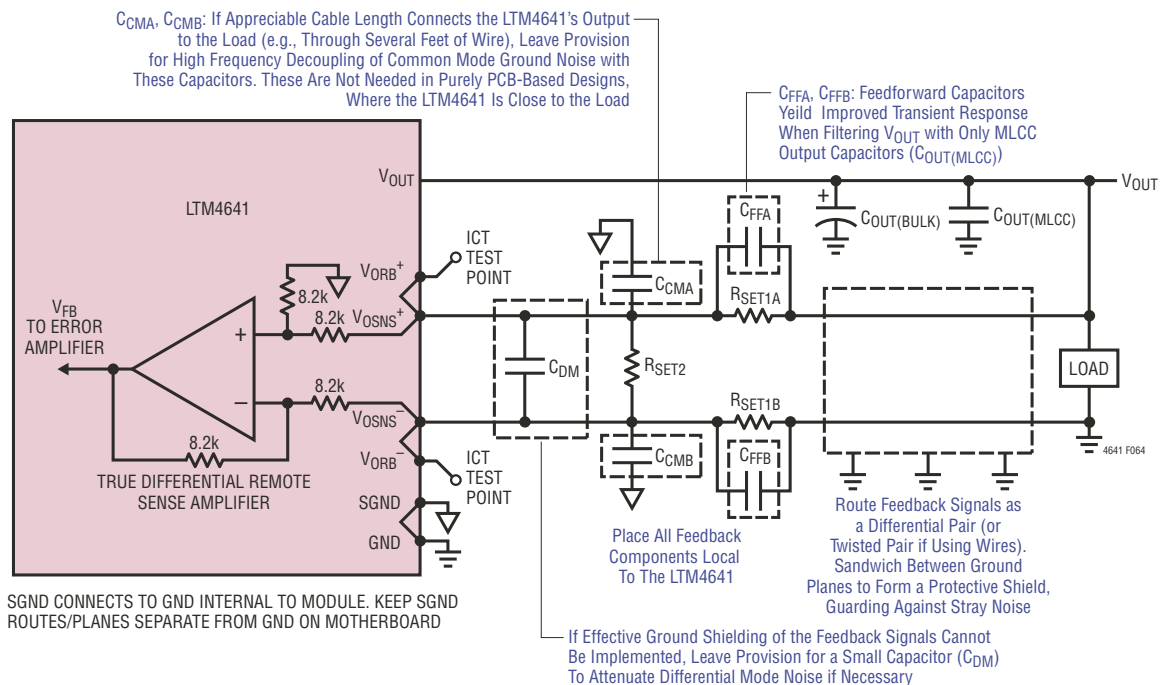 CCMA, CCMB: If Appreciable Cable Length Connects the LTM4641's Output
to the Load (e.g., Through Several Feet of Wire), Leave Provision
for High Frequency Decoupling of Common Mode Ground Noise with
These Capacitors. These Are Not Needed in Purely PCB-Based Designs,
Where the LTM4641 Is Close to the Load
CFFA, CFFB: Feedforward Capacitors
Yeild Improved Transient Response
When Filtering VOUT with Only MLCC
Output Capacitors (COUT(MLCC))
VOUT
VOUT
LTM4641
CFFA
+
COUT(BULK)
COUT(MLCC)
ICT
TEST
POINT
VORB+
CCMA
8.2k
RSET1A
VFB
TO ERROR
AMPLIFIER
8.2k
VOSNS+
+
CDM
RSET2
LOAD
8.2k
RSET1B
–
VOSNS–
4641 F064
8.2k
CCMB
CFFB
VORB–
ICT
TEST
POINT
TRUE DIFFERENTIAL REMOTE
SENSE AMPLIFIER
SGND
GND
Place All Feedback
Components Local
To The LTM4641
Route Feedback Signals as
a Differential Pair (or
Twisted Pair if Using Wires).
Sandwich Between Ground
Planes to Form a Protective Shield,
Guarding Against Stray Noise
SGND CONNECTS TO GND INTERNAL TO MODULE. KEEP SGND
ROUTES/PLANES SEPARATE FROM GND ON MOTHERBOARD
If Effective Ground Shielding of the Feedback Signals Cannot
Be Implemented, Leave Provision for a Small Capacitor (CDM)
To Attenuate Differential Mode Noise if Necessary